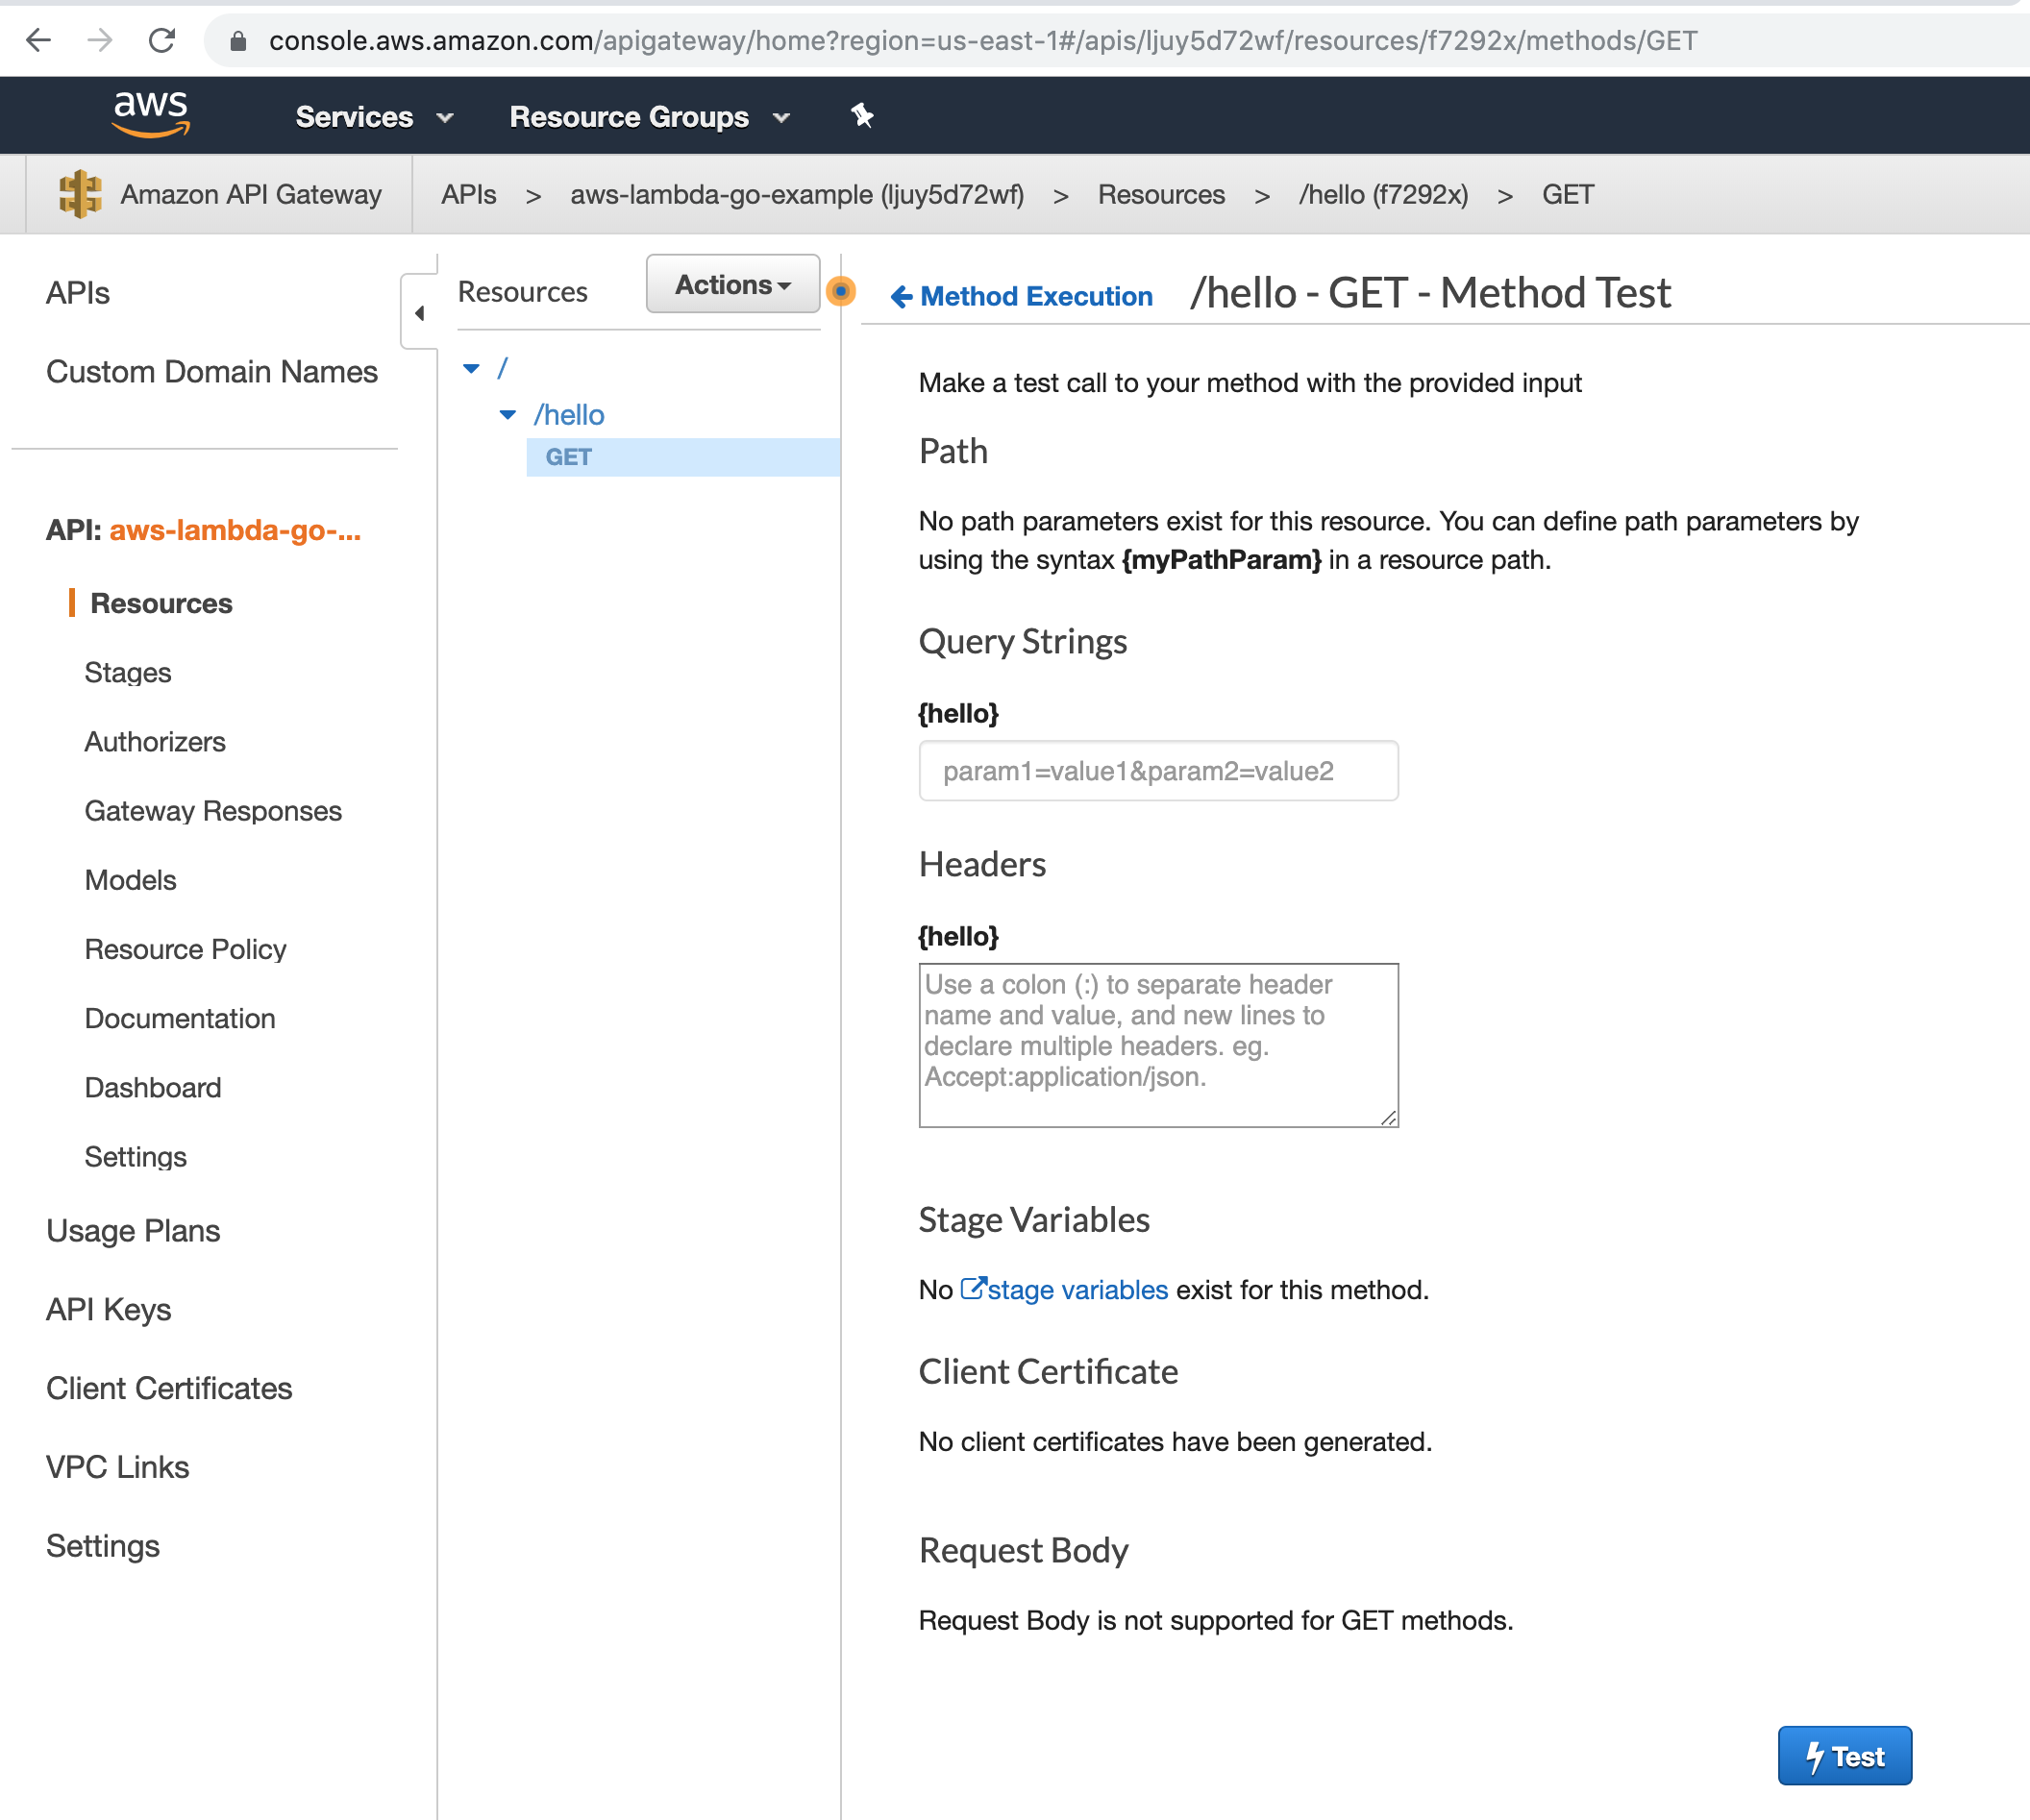 console.aws.amazon.com/apigateway/home?region=us-east-1#/apis/ljuy5d72wf/resources/f7292x/methods/GET
aws Services Resource Groups
Amazon API Gateway APIs > aws-lambda-go-example (ljuy5d72wf) > Resources > /hello (f7292x) > GET
APIs
Custom Domain Names
API: aws-lambda-go-...
Resources
Stages
Authorizers
Gateway Responses
Models
Resource Policy
Documentation
Dashboard
Settings
Usage Plans
API Keys
Client Certificates
VPC Links
Settings
Resources Actions
/
/hello
GET
Method Execution /hello - GET - Method Test
Make a test call to your method with the provided input
Path
No path parameters exist for this resource. You can define path parameters by
using the syntax {myPathParam} in a resource path.
Query Strings
{hello}
param1=value1&param2=value2
Headers
{hello}
Use a colon (:) to separate header
name and value, and new lines to
declare multiple headers. eg.
Accept:application/json.
Stage Variables
No stage variables exist for this method.
Client Certificate
No client certificates have been generated.
Request Body
Request Body is not supported for GET methods.
Test